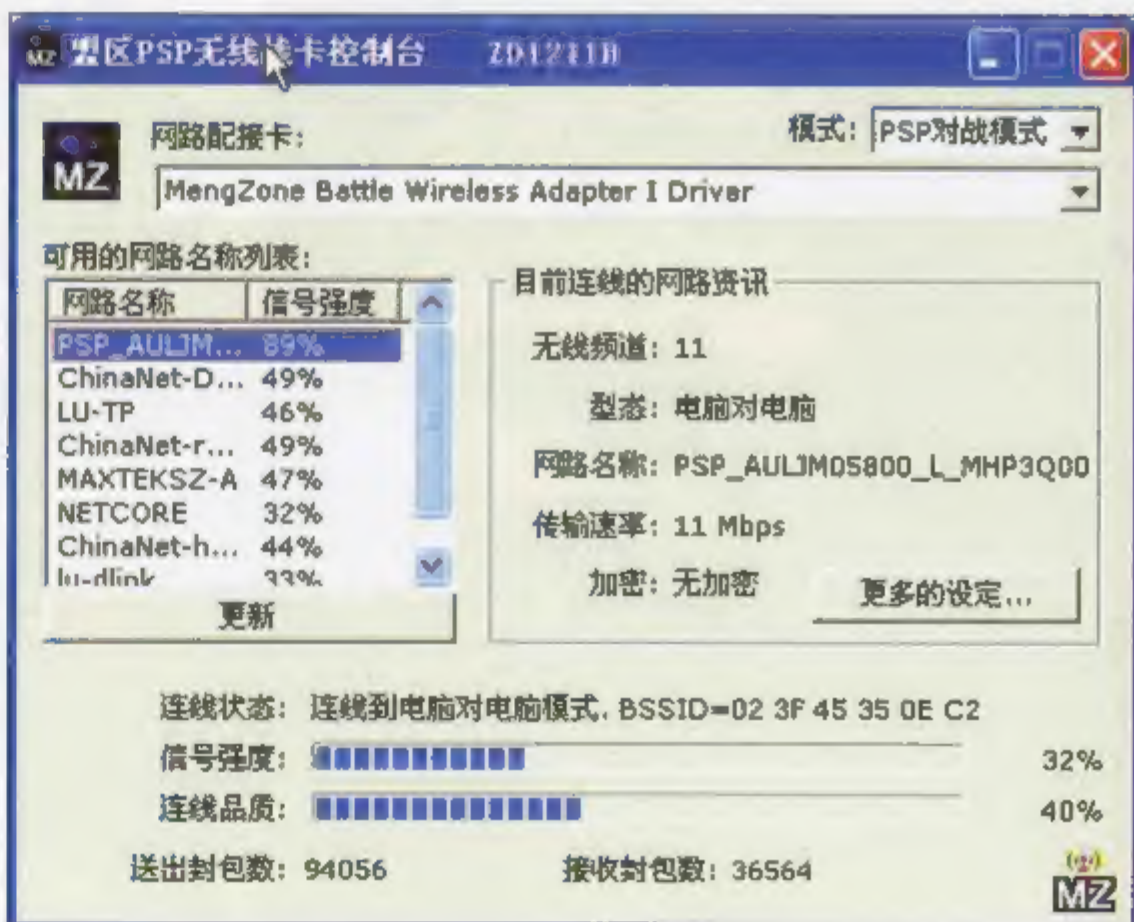 MZ 盟区PSP无线网卡控制台 ZD1211B
MZ
网路配接卡:
模式: PSP对战模式
MengZone Battle Wireless Adapter I Driver
可用的网路名称列表:
网路名称 信号强度
PSP_AULJM... 89%
ChinaNet-D... 49%
LU-TP 46%
ChinaNet-r... 49%
MAXTEKSZ-A 47%
NETCORE 32%
ChinaNet-h... 44%
lu-dlink 33%
更新
目前连线的网路资讯
无线频道: 11
型态: 电脑对电脑
网路名称: PSP_AULJM05800_L_MHP3Q00
传输速率: 11 Mbps
加密: 无加密
更多的设定...
连线状态: 连线到电脑对电脑模式, BSSID=02 3F 45 35 0E C2
信号强度: 32%
连线品质: 40%
送出封包数: 94056 接收封包数: 36564
MZ